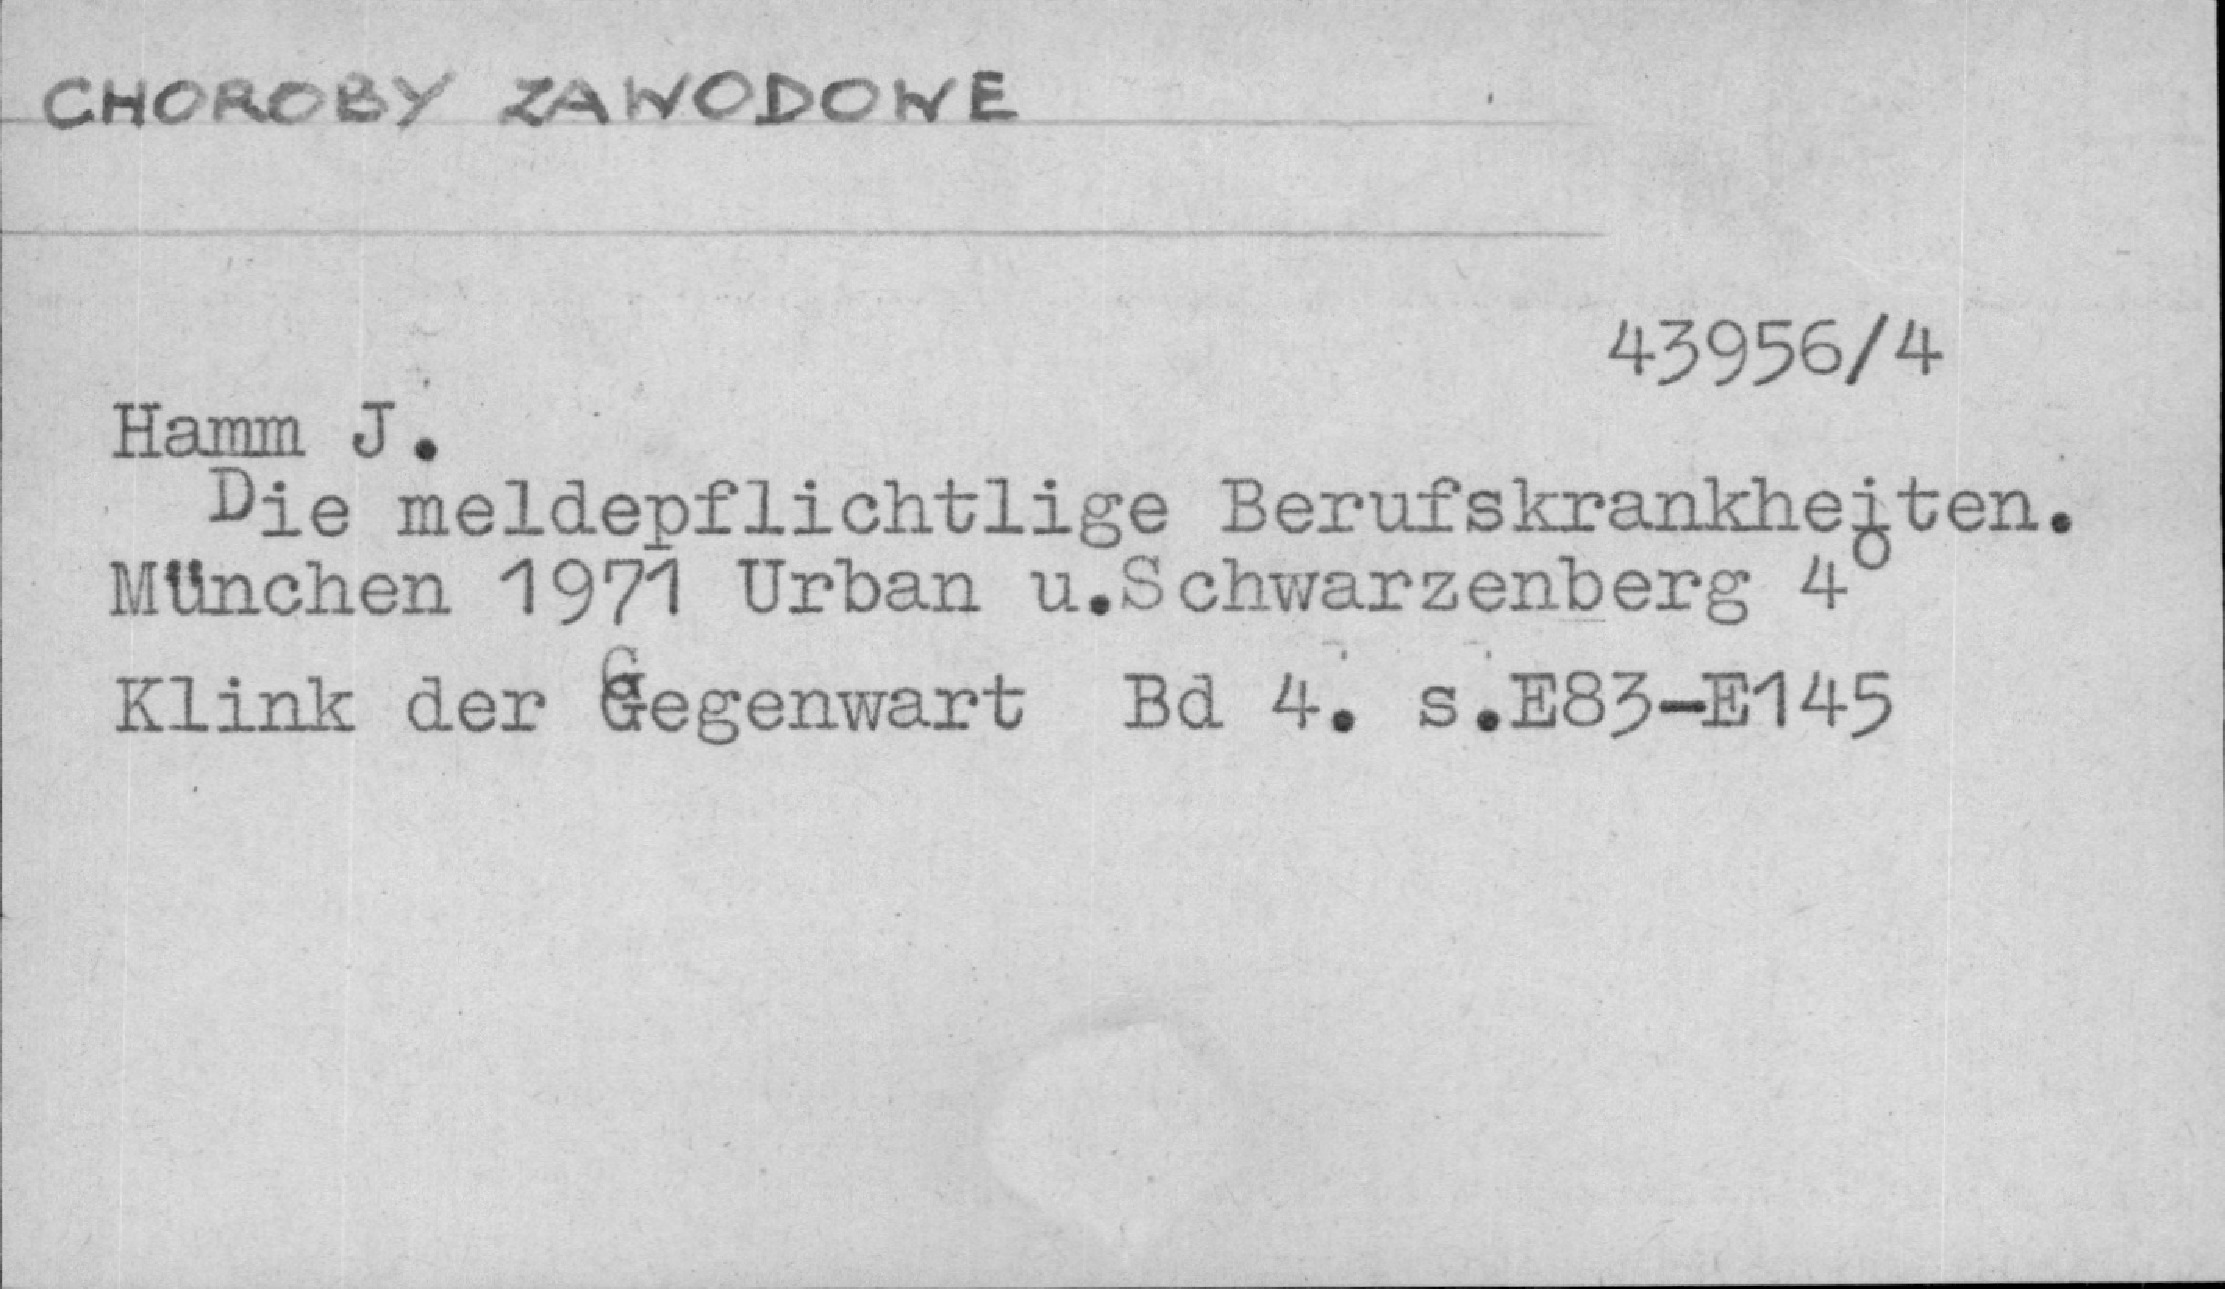 CHOROBY ZAWODOWE
43956/4
Hamm J.
Die meldepflichtlige Berufskrankheiten.
München 1971 Urban u.Schwarzenberg 4°
Klink der Gegenwart Bd 4. s.E83-E145